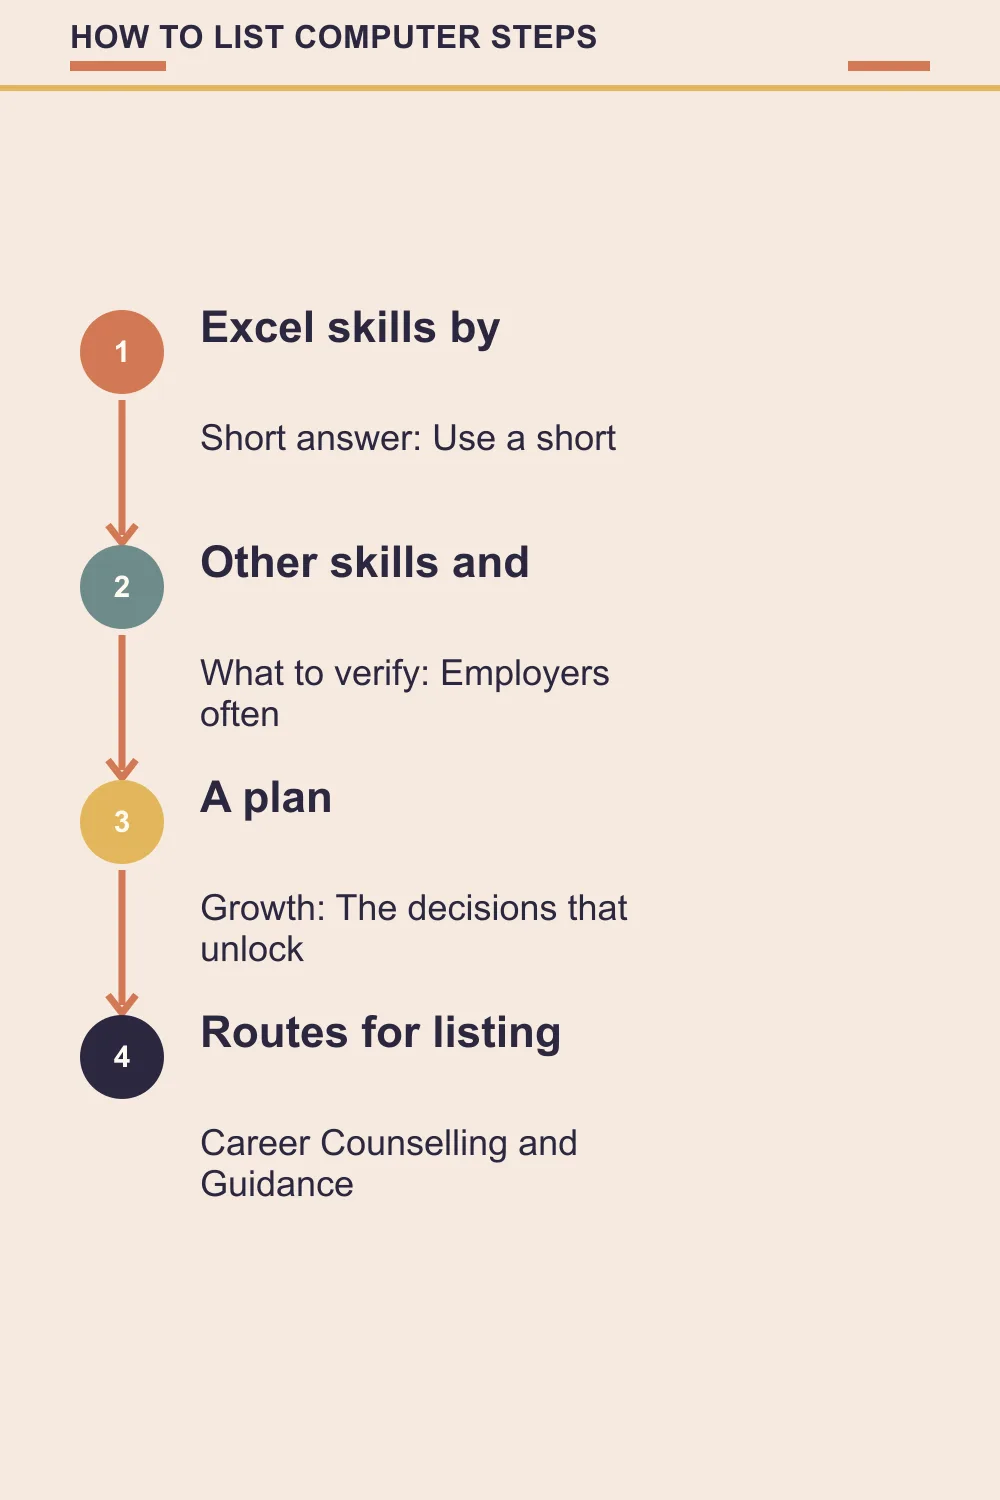 HOW TO LIST COMPUTER STEPS
1
Excel skills by
Short answer: Use a short
2
Other skills and
What to verify: Employers
often
3
A plan
Growth: The decisions that
unlock
4
Routes for listing
Career Counselling and
Guidance